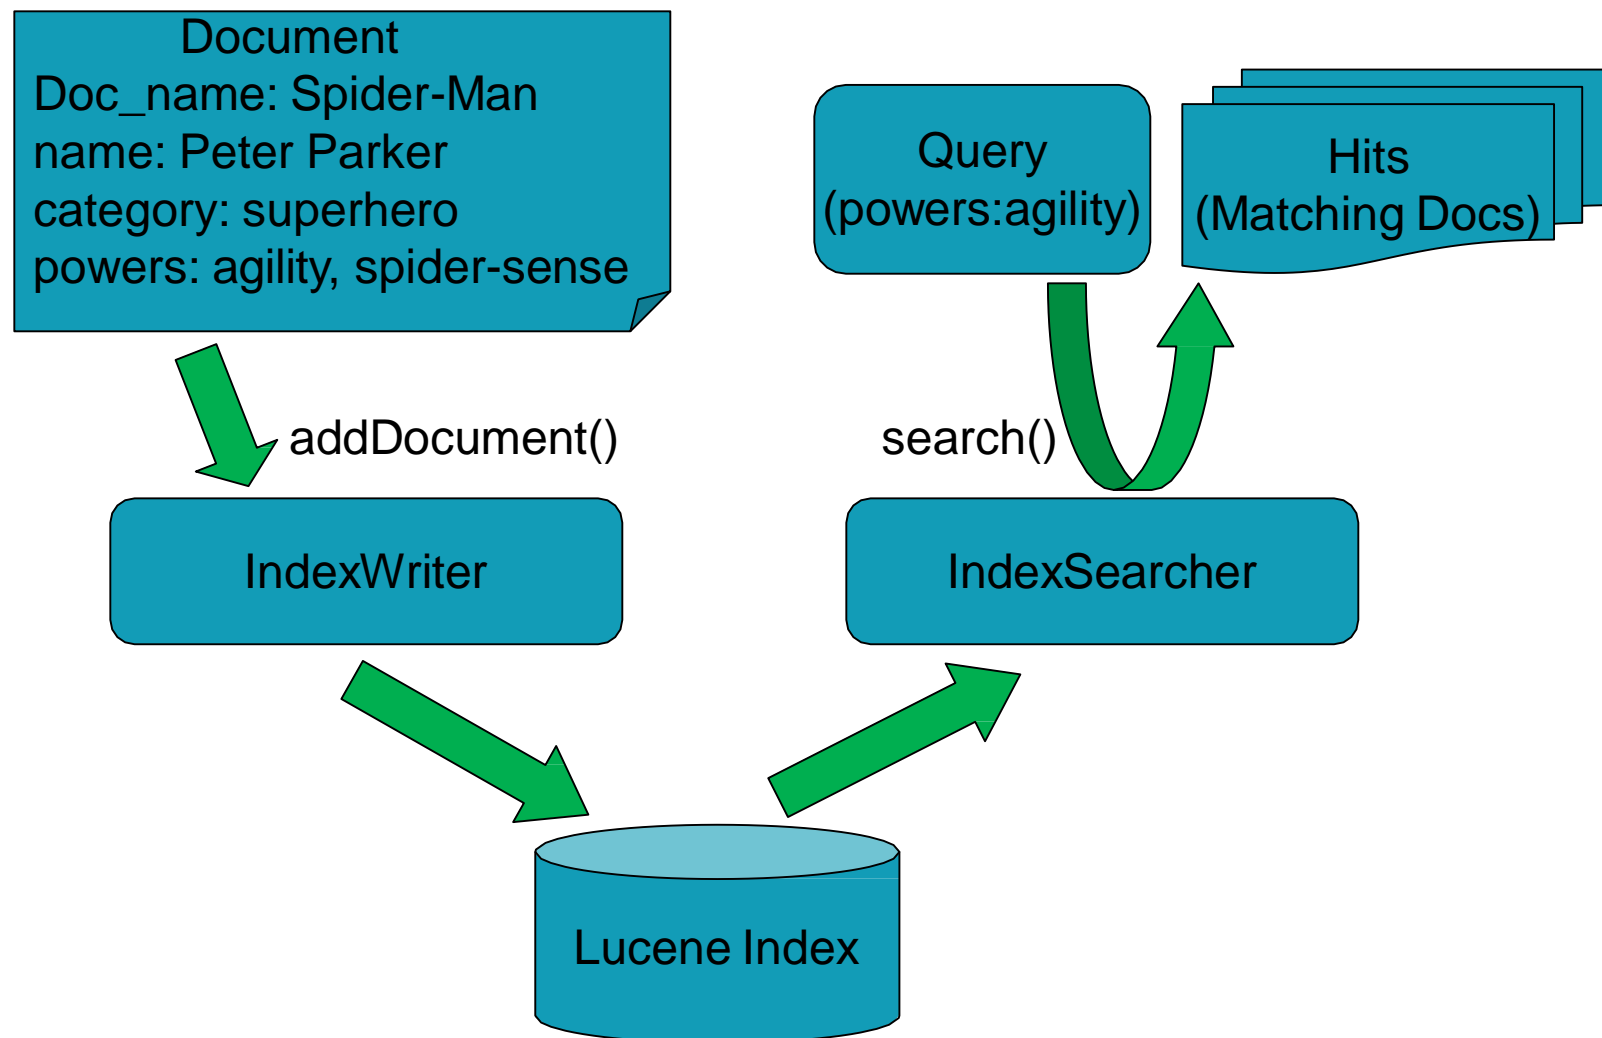 Document
Doc_name: Spider-Man
name: Peter Parker
category: superhero
powers: agility, spider-sense
Query
(powers:agility)
Hits
(Matching Docs)
addDocument()
search()
IndexWriter
IndexSearcher
Lucene Index